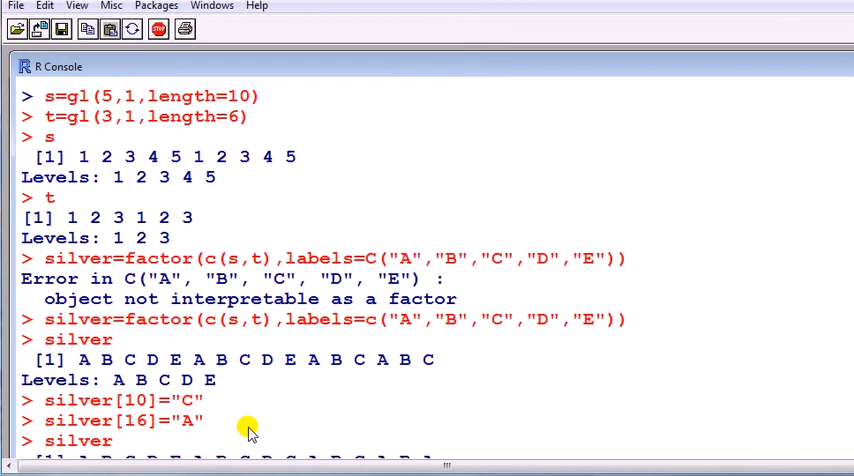 File Edit View Misc Packages Windows Help
STOP
R Console
> s=gl(5,1,length=10)
> t=gl(3,1,length=6)
> s
[1] 1 2 3 4 5 1 2 3 4 5
Levels: 1 2 3 4 5
> t
[1] 1 2 3 1 2 3
Levels: 1 2 3
> silver=factor(c(s,t),labels=C("A","B","C","D","E"))
Error in C("A", "B", "C", "D", "E") :
object not interpretable as a factor
> silver=factor(c(s,t),labels=c("A","B","C","D","E"))
> silver
[1] A B C D E A B C D E A B C A B C
Levels: A B C D E
> silver[10]="C"
> silver[16]="A"
> silver